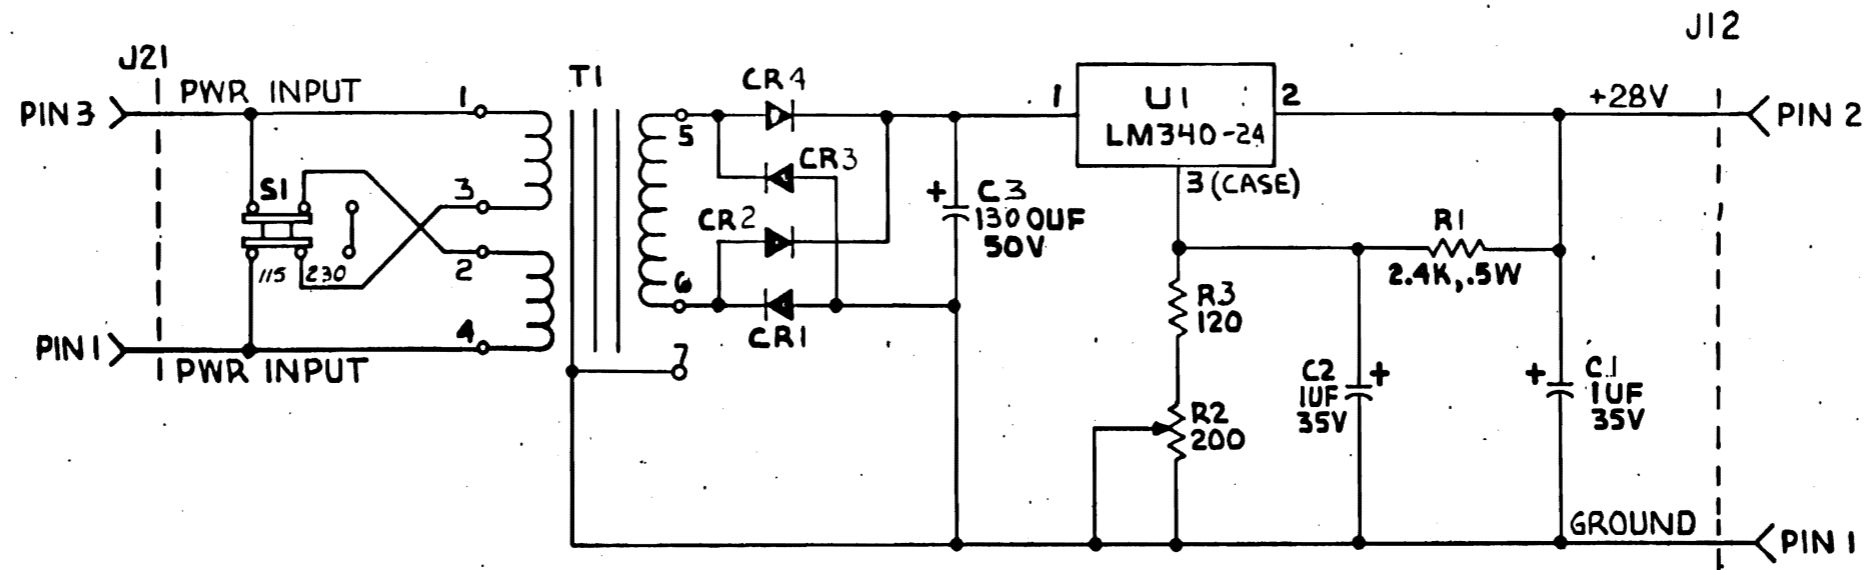 J21
J12
PIN 3
PWR INPUT
1
T1
CR4
1
U1
LM340-24
2
+28V
PIN 2
5
CR3
3 (CASE)
S1
3
CR2
+
C3
1300UF
50V
R1
2.4K,.5W
115
230
2
6
CR1
R3
120
PIN 1
PWR INPUT
4
7
C2
1UF
35V
+
+
C1
1UF
35V
R2
200
GROUND
PIN 1